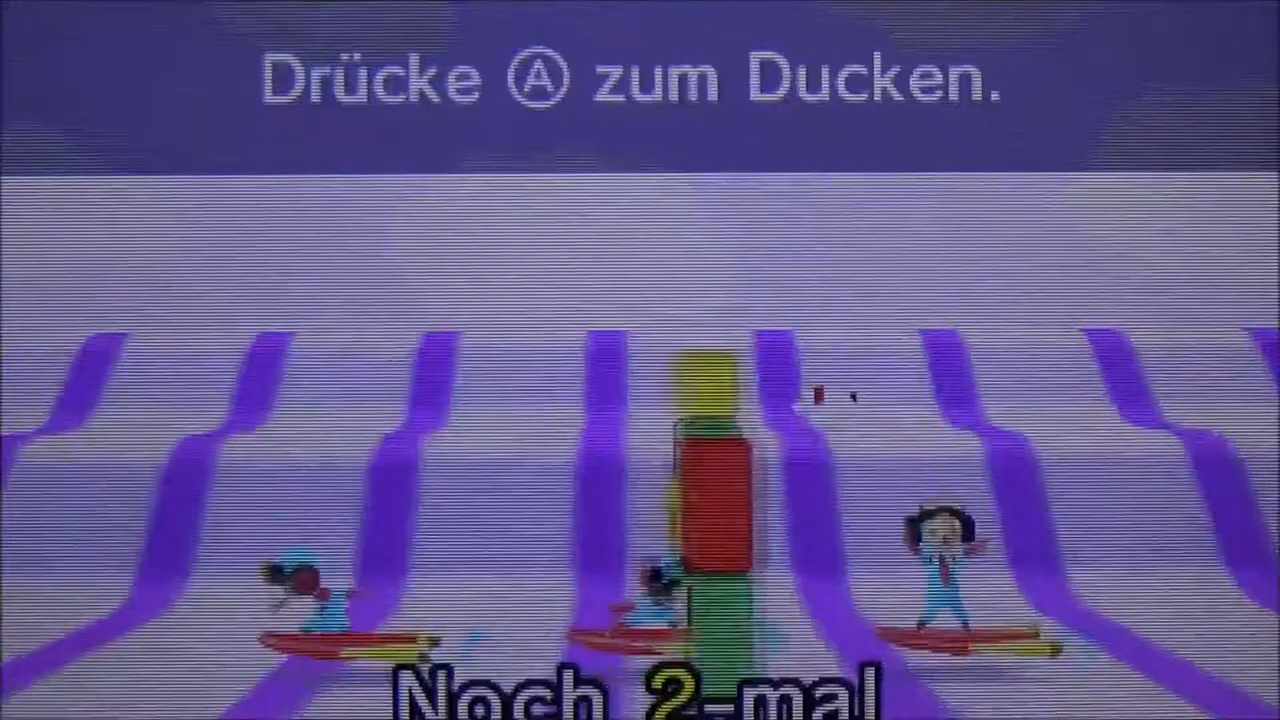 Drücke Ⓐ zum Ducken.
Noch 2-mal